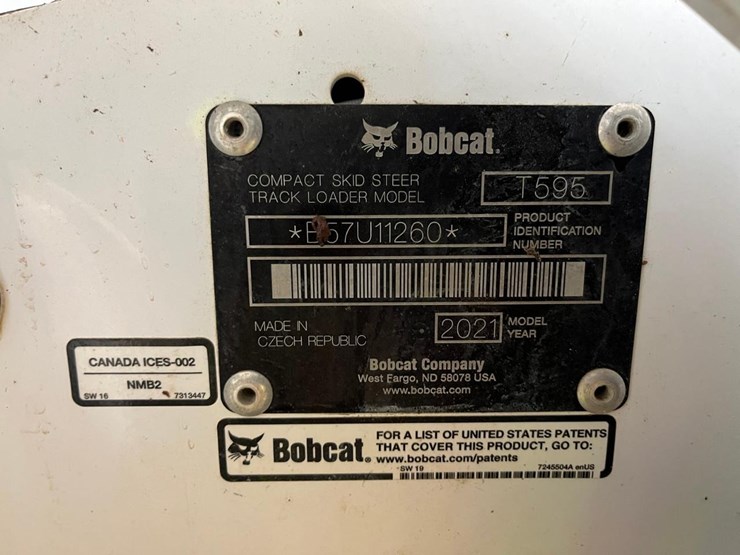 Bobcat.
COMPACT SKID STEER
TRACK LOADER MODEL
T595
PRODUCT
IDENTIFICATION
NUMBER
MADE IN
CZECH REPUBLIC
2021
MODEL
YEAR
Bobcat Company
West Fargo, ND 58078 USA
www.bobcat.com
CANADA ICES-002
NMB2
SW 16 7313447
Bobcat.
FOR A LIST OF UNITED STATES PATENTS
THAT COVER THIS PRODUCT, GO TO:
www.bobcat.com/patents
SW 19 7245504A enUS